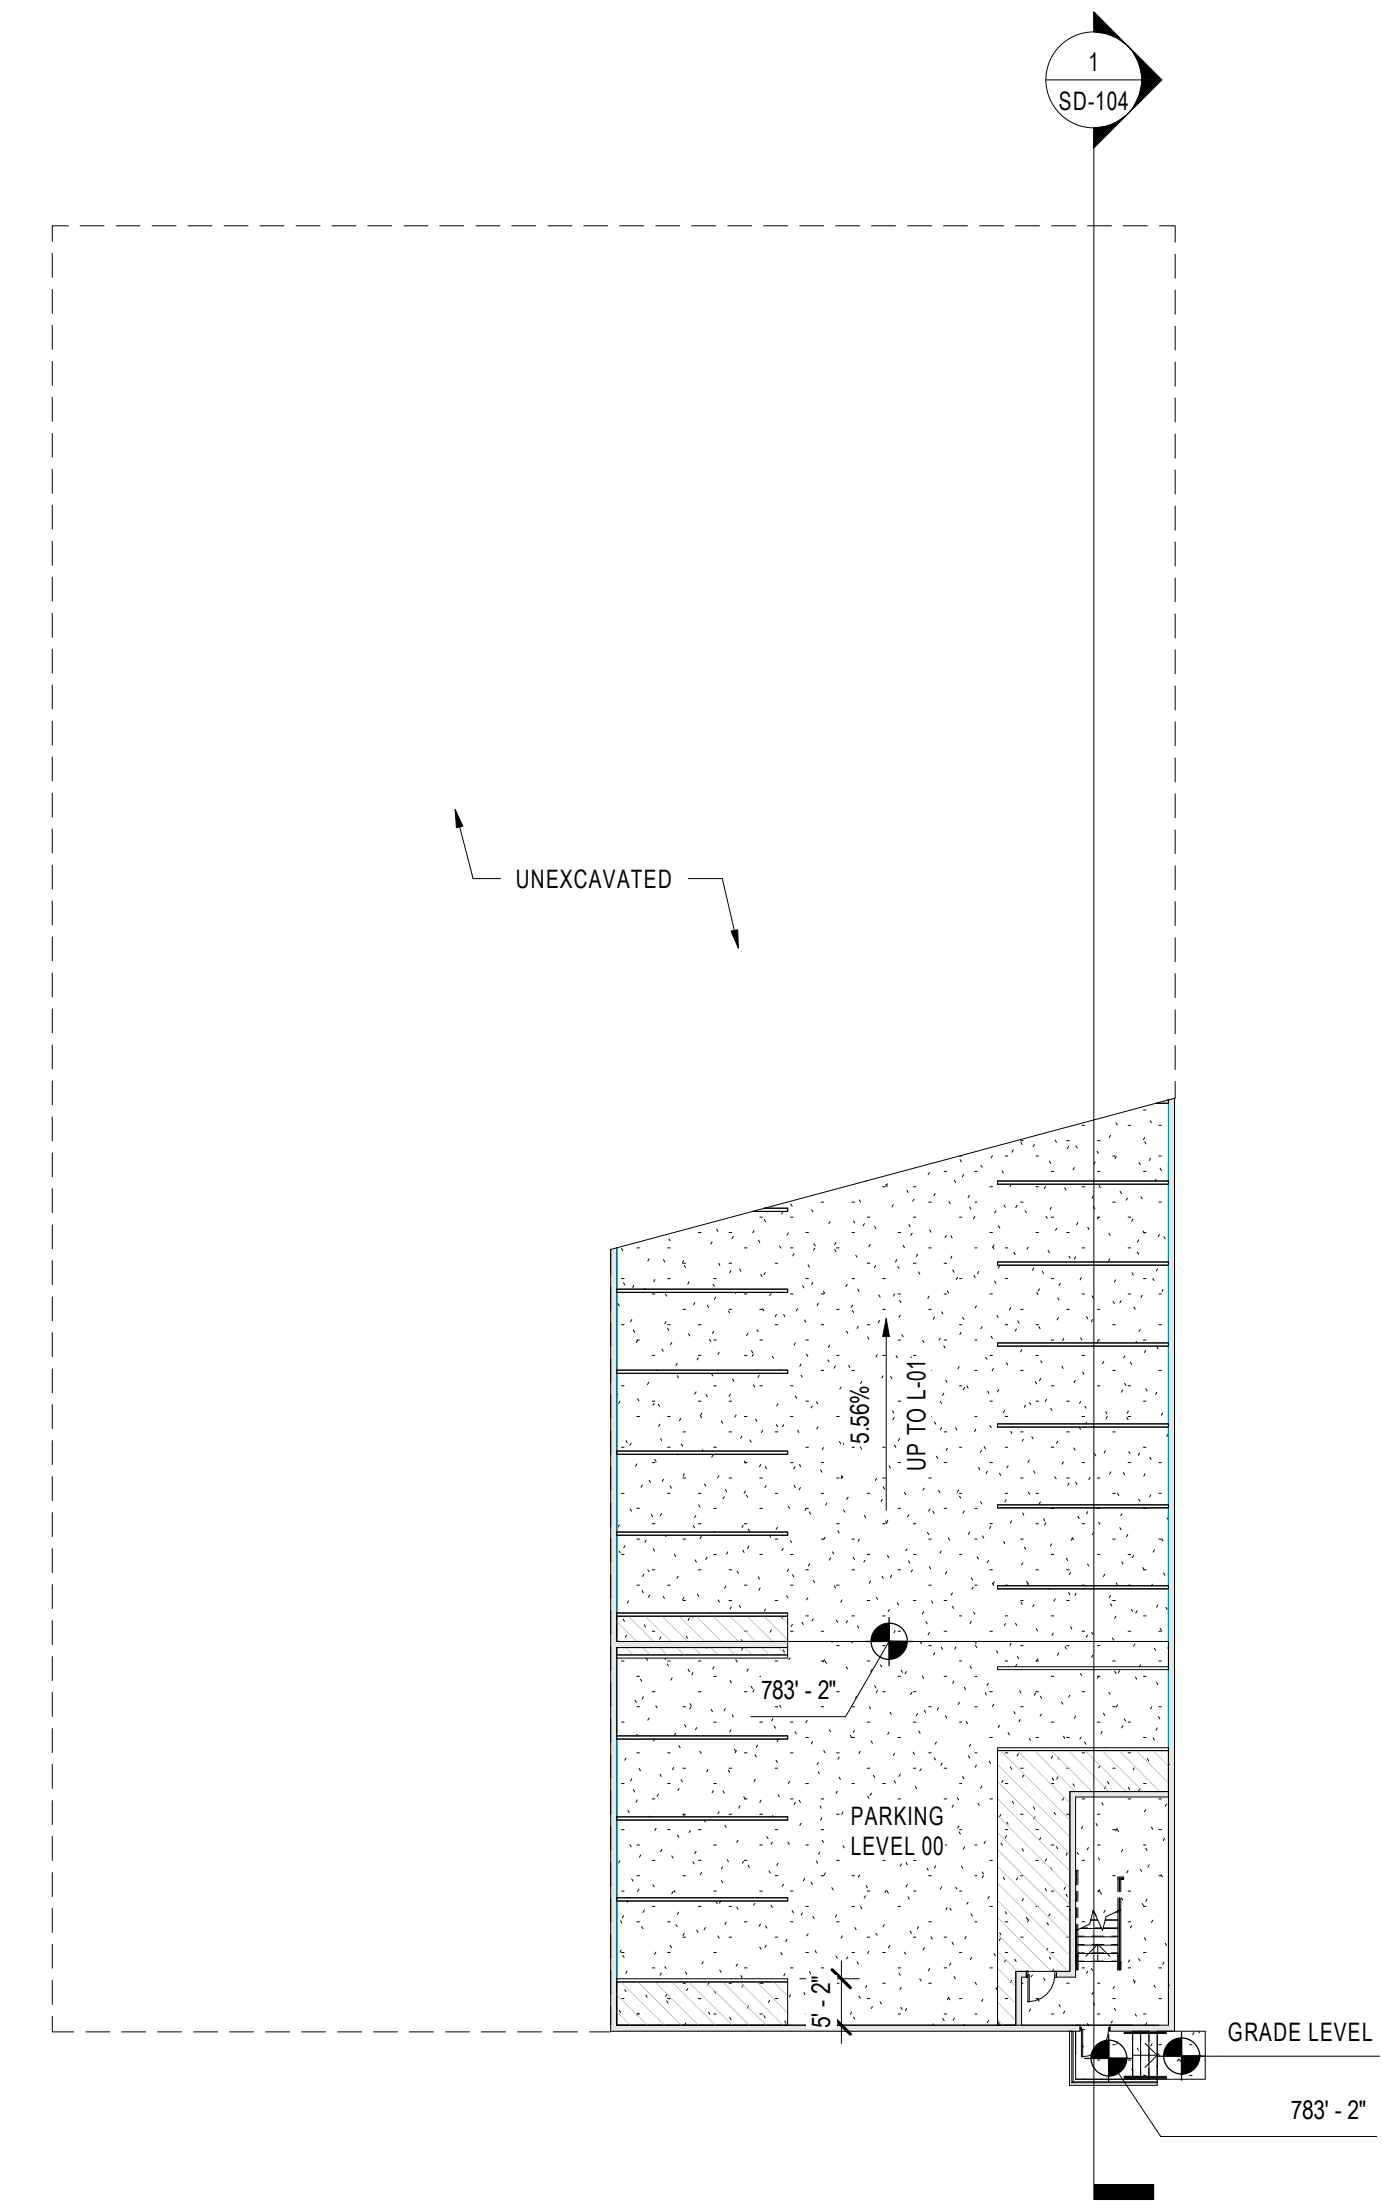 1
SD-104
UNEXCAVATED
5.56%
UP TO L-01
783' - 2"
PARKING
LEVEL 00
5' - 2"
GRADE LEVEL
783' - 2"